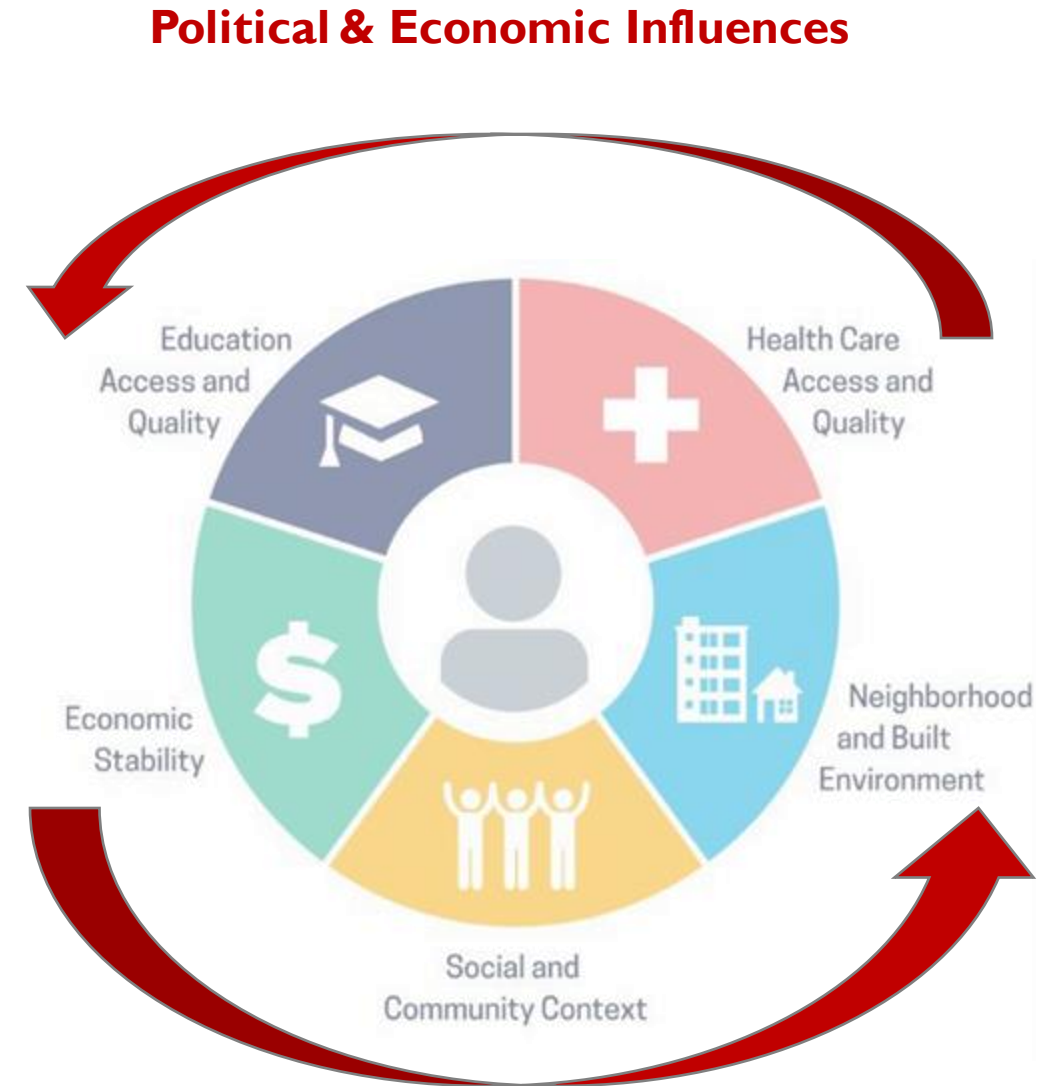 Political & Economic Influences
Education
Access and
Quality
Health Care
Access and
Quality
$
Economic
Stability
Neighborhood
and Built
Environment
Social and
Community Context